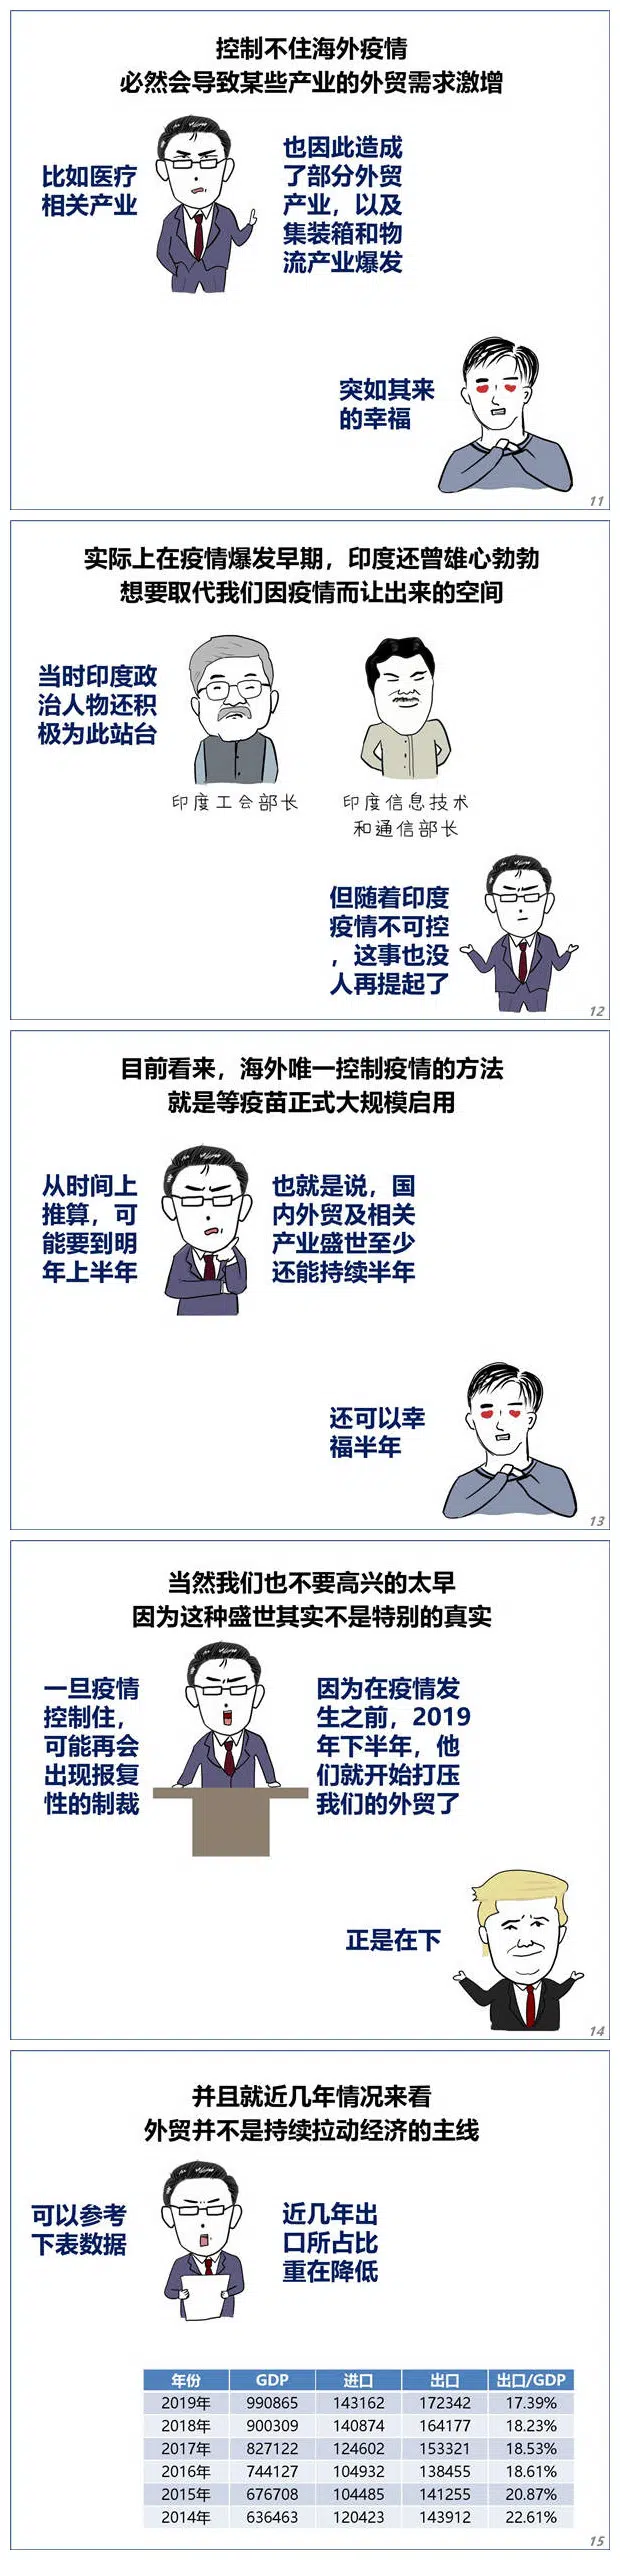 控制不住海外疫情
必然会导致某些产业的外贸需求激增
比如医疗
相关产业
也因此造成
了部分外贸
产业，以及
集装箱和物
流产业爆发
突如其来
的幸福
11
实际上在疫情爆发早期，印度还曾雄心勃勃
想要取代我们因疫情而让出来的空间
当时印度政
治人物还积
极为此站台
印度工会部长
印度信息技术
和通信部长
但随着印度
疫情不可控
，这事也没
人再提起了
12
目前看来，海外唯一控制疫情的方法
就是等疫苗正式大规模启用
从时间上
推算，可
能要到明
年上半年
也就是说，国
内外贸及相关
产业盛世至少
还能持续半年
还可以幸
福半年
13
当然我们也不要高兴的太早
因为这种盛世其实不是特别的真实
一旦疫情
控制住，
可能再会
出现报复
性的制裁
因为在疫情发
生之前，2019
年下半年，他
们就开始打压
我们的外贸了
正是在下
14
并且就近几年情况来看
外贸并不是持续拉动经济的主线
可以参考
下表数据
近几年出
口所占比
重在降低
年份 GDP 进口 出口 出口/GDP
2019年 990865 143162 172342 17.39%
2018年 900309 140874 164177 18.23%
2017年 827122 124602 153321 18.53%
2016年 744127 104932 138455 18.61%
2015年 676708 104485 141255 20.87%
2014年 636463 120423 143912 22.61%
15